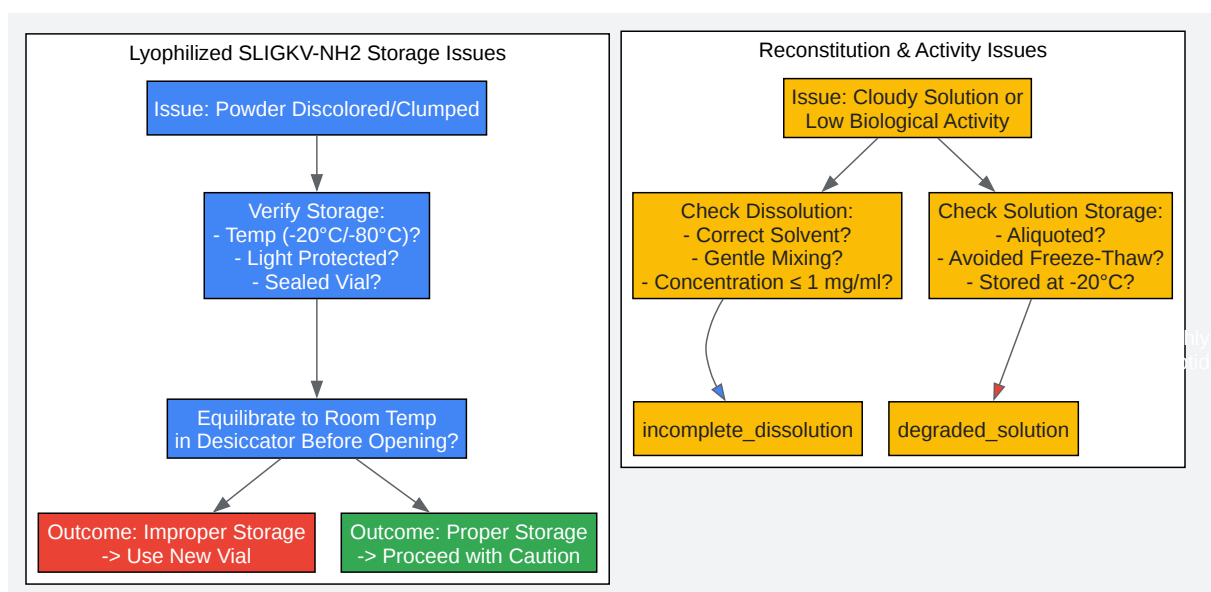 Lyophilized SLIGKV-NH2 Storage Issues
Issue: Powder Discolored/Clumped
Verify Storage:
- Temp (-20°C/-80°C)?
- Light Protected?
- Sealed Vial?
Equilibrate to Room Temp
in Desiccator Before Opening?
Outcome: Improper Storage
-> Use New Vial
Outcome: Proper Storage
-> Proceed with Caution
Reconstitution & Activity Issues
Issue: Cloudy Solution or
Low Biological Activity
Check Dissolution:
- Correct Solvent?
- Gentle Mixing?
- Concentration ≤ 1 mg/ml?
Check Solution Storage:
- Aliquoted?
- Avoided Freeze-Thaw?
- Stored at -20°C?
incomplete_dissolution
degraded_solution